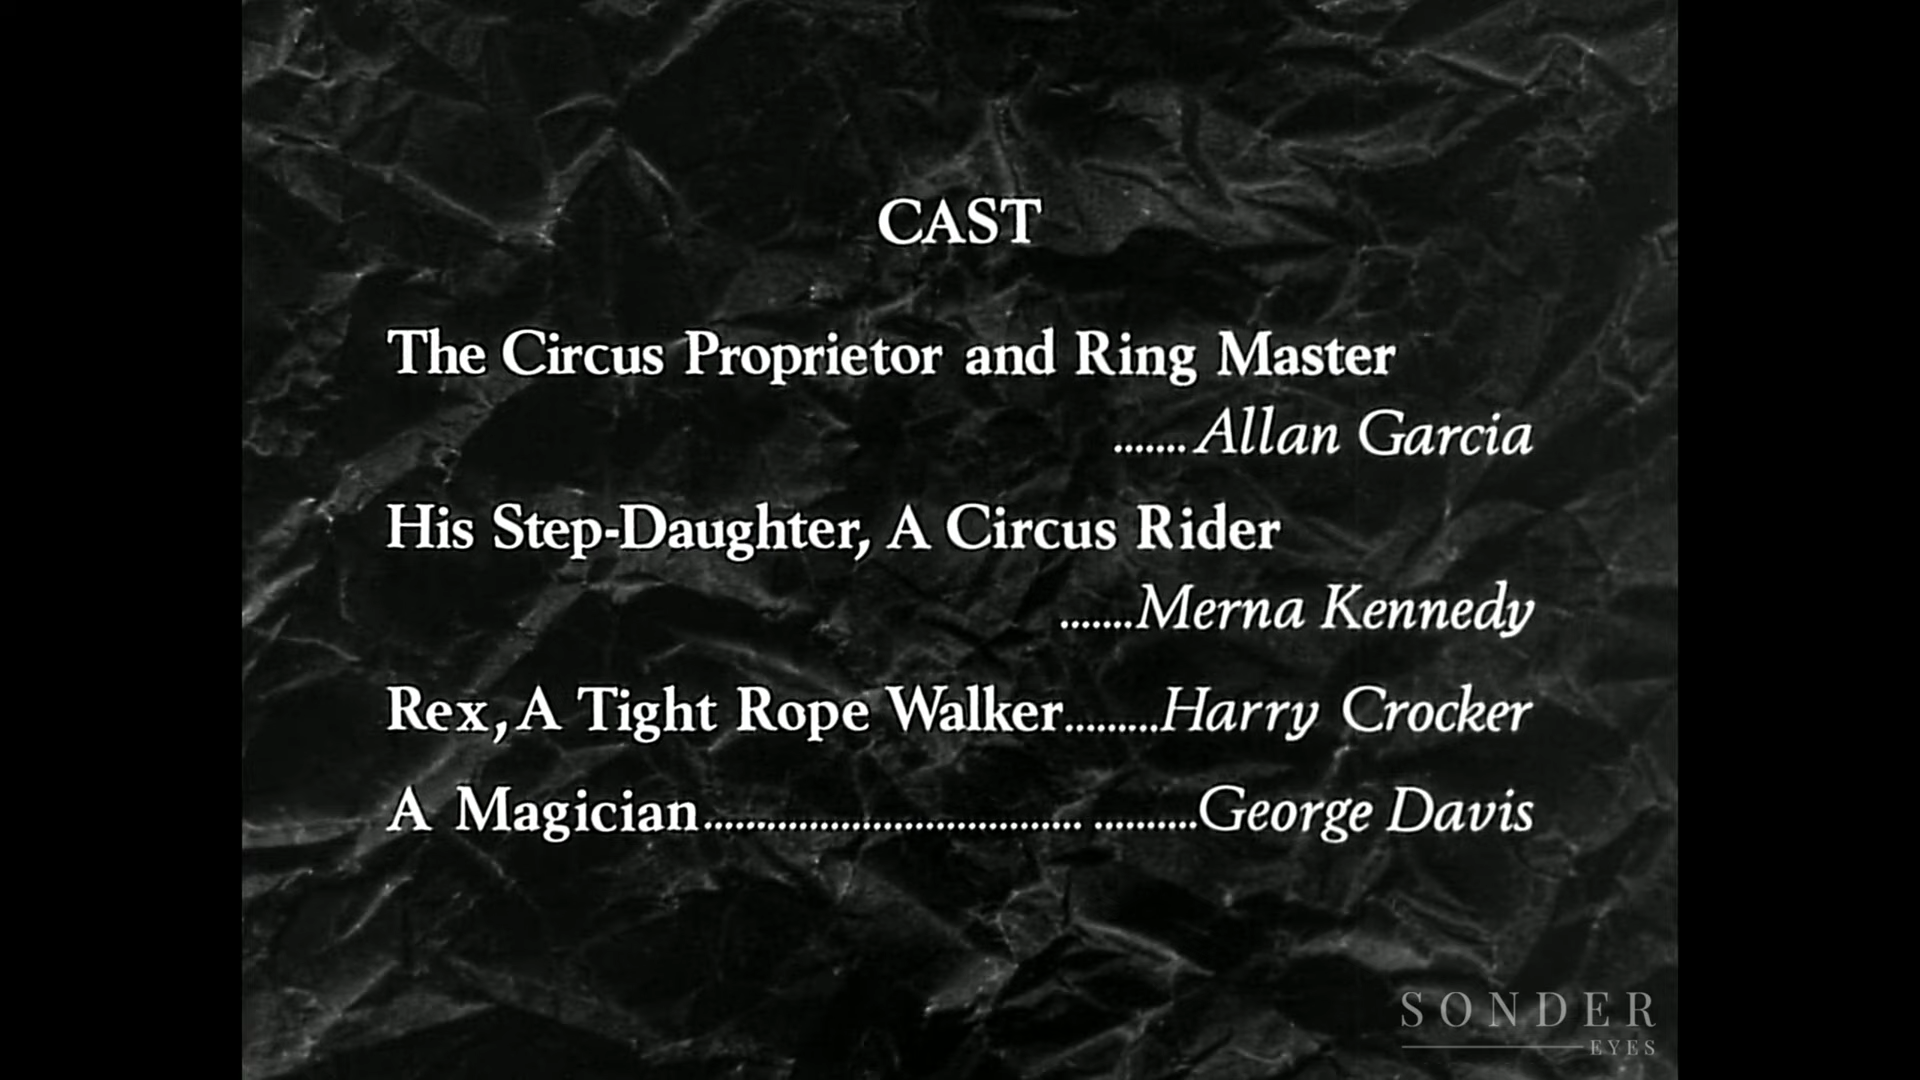 CAST
The Circus Proprietor and Ring Master
.......Allan Garcia
His Step-Daughter, A Circus Rider
.......Merna Kennedy
Rex, A Tight Rope Walker.........Harry Crocker
A Magician..................................... ..........George Davis
SONDER
EYES